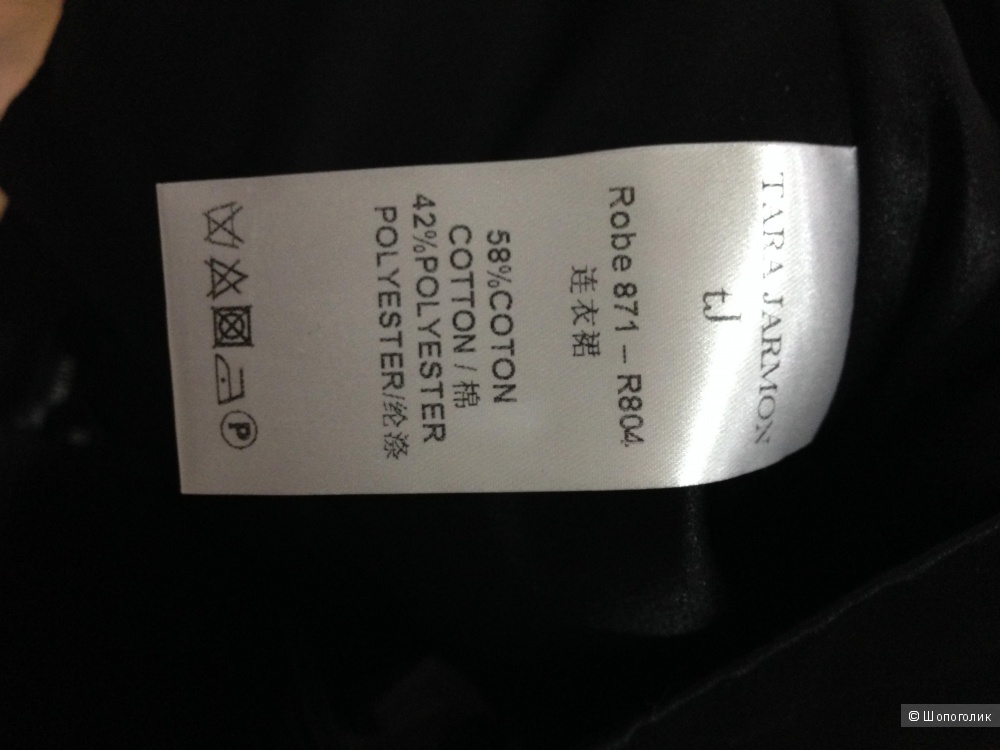 TARA JARMON
tJ
Robe 871 – R804
连衣裙
58%COTON
COTTON / 棉
42%POLYESTER
POLYESTER/纶涤
P
© Шопоголик